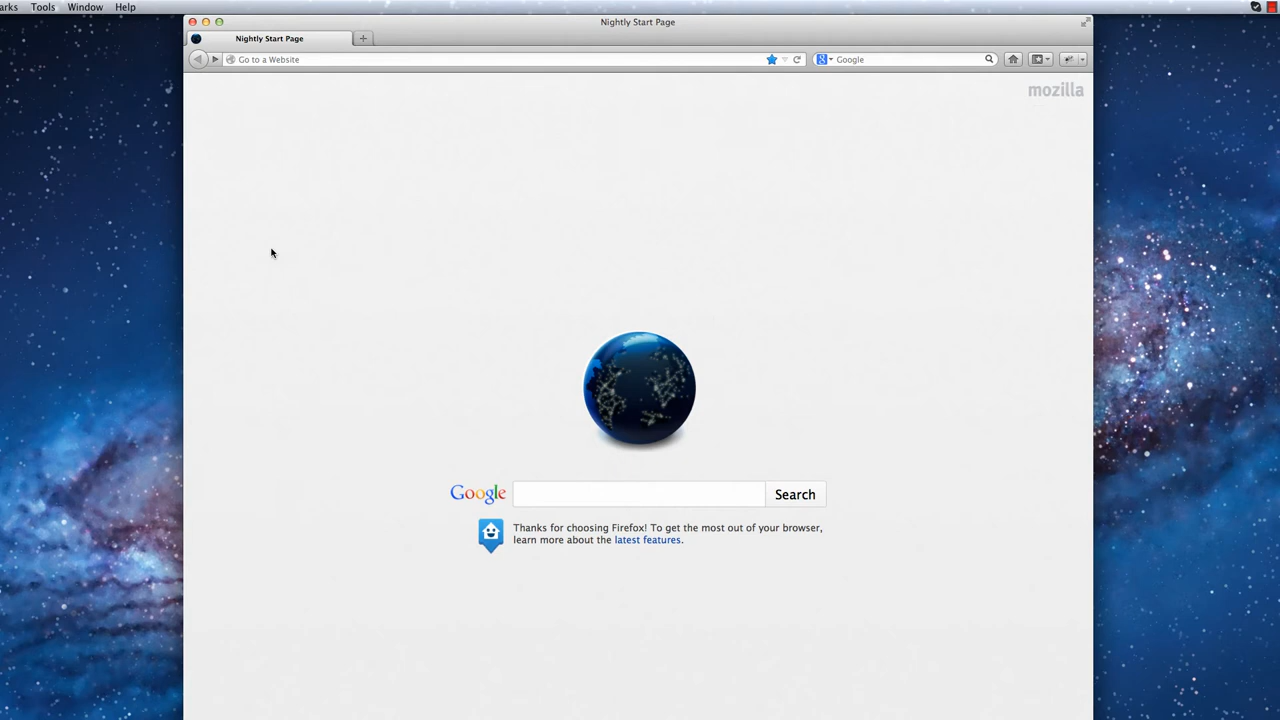 arks Tools Window Help
Nightly Start Page
Nightly Start Page
Go to a Website
Google
mozilla
Google
Search
Thanks for choosing Firefox! To get the most out of your browser,
learn more about the latest features.